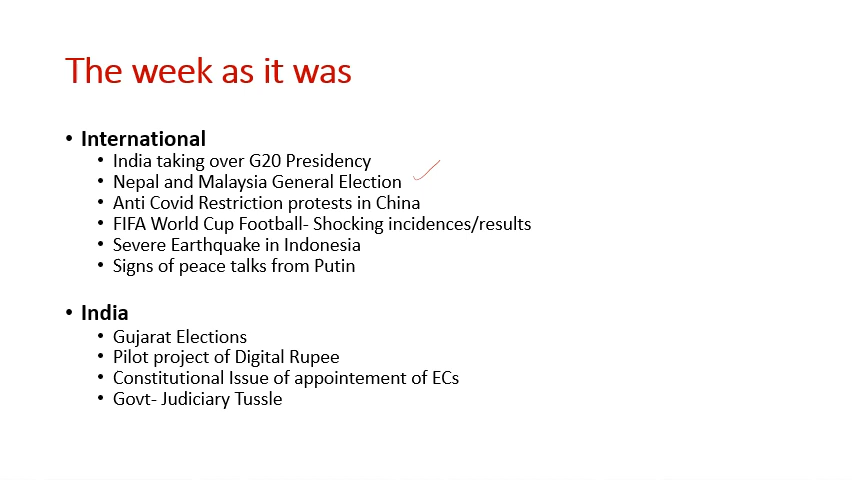 The week as it was
• International
• India taking over G20 Presidency
• Nepal and Malaysia General Election
• Anti Covid Restriction protests in China
• FIFA World Cup Football- Shocking incidences/results
• Severe Earthquake in Indonesia
• Signs of peace talks from Putin
• India
• Gujarat Elections
• Pilot project of Digital Rupee
• Constitutional Issue of appointement of ECs
• Govt- Judiciary Tussle